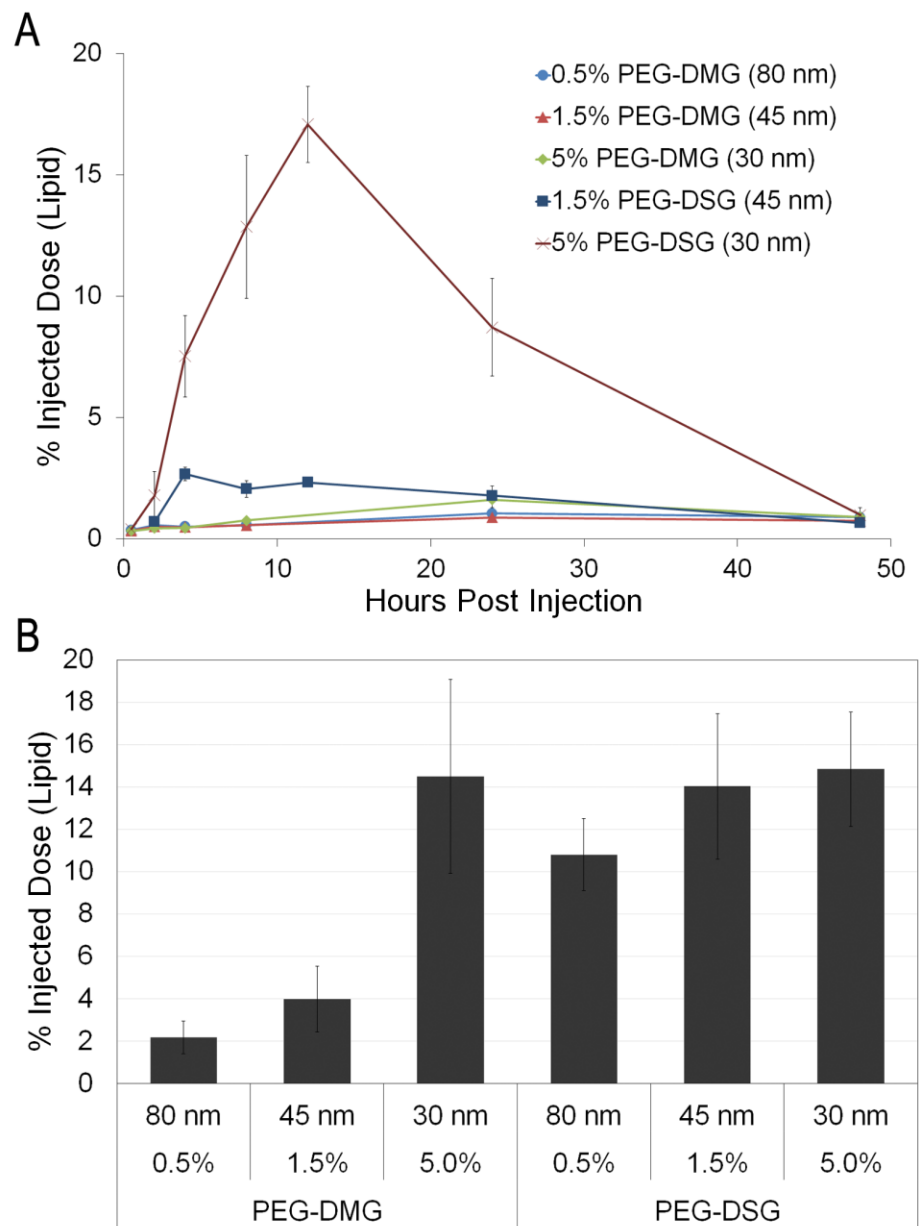 A
% Injected Dose (Lipid)
20
15
10
5
0
0.5% PEG-DMG (80 nm)
1.5% PEG-DMG (45 nm)
5% PEG-DMG (30 nm)
1.5% PEG-DSG (45 nm)
5% PEG-DSG (30 nm)
0 10 20 30 40 50
Hours Post Injection
B
% Injected Dose (Lipid)
20
18
16
14
12
10
8
6
4
2
0
80 nm 45 nm 30 nm 80 nm 45 nm 30 nm
0.5% 1.5% 5.0% 0.5% 1.5% 5.0%
PEG-DMG PEG-DSG